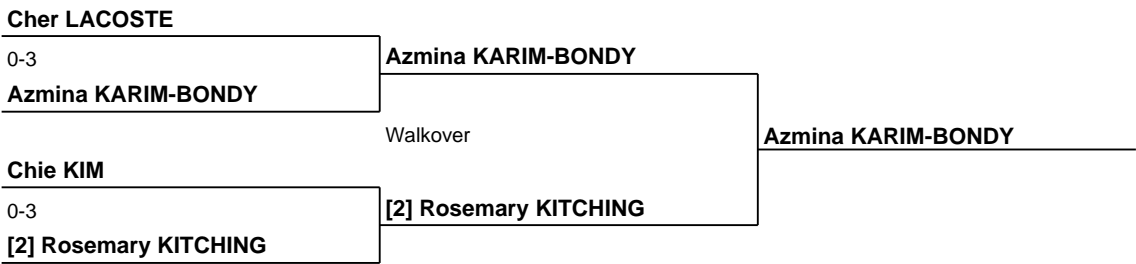 Cher LACOSTE
0-3
Azmina KARIM-BONDY
Azmina KARIM-BONDY
Walkover
Azmina KARIM-BONDY
Chie KIM
0-3
[2] Rosemary KITCHING
[2] Rosemary KITCHING